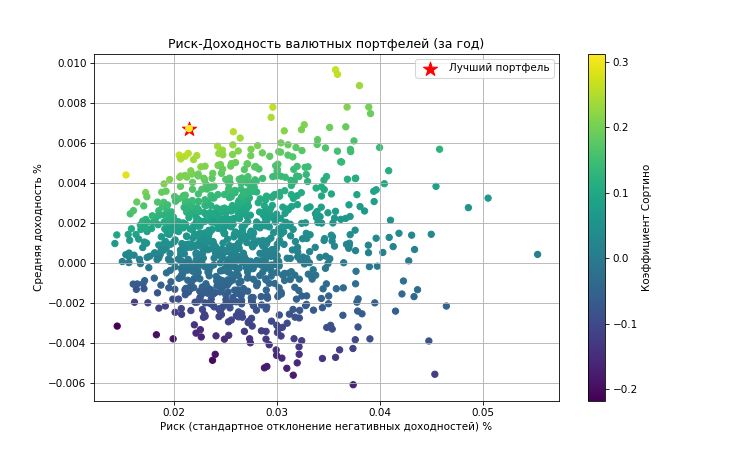 Риск-Доходность валютных портфелей (за год)
Лучший портфель
Средняя доходность %
0.010
0.008
0.006
0.004
0.002
0.000
−0.002
−0.004
−0.006
0.02 0.03 0.04 0.05
Риск (стандартное отклонение негативных доходностей) %
0.3
0.2
0.1
0.0
−0.1
−0.2
Коэффициент Сортино